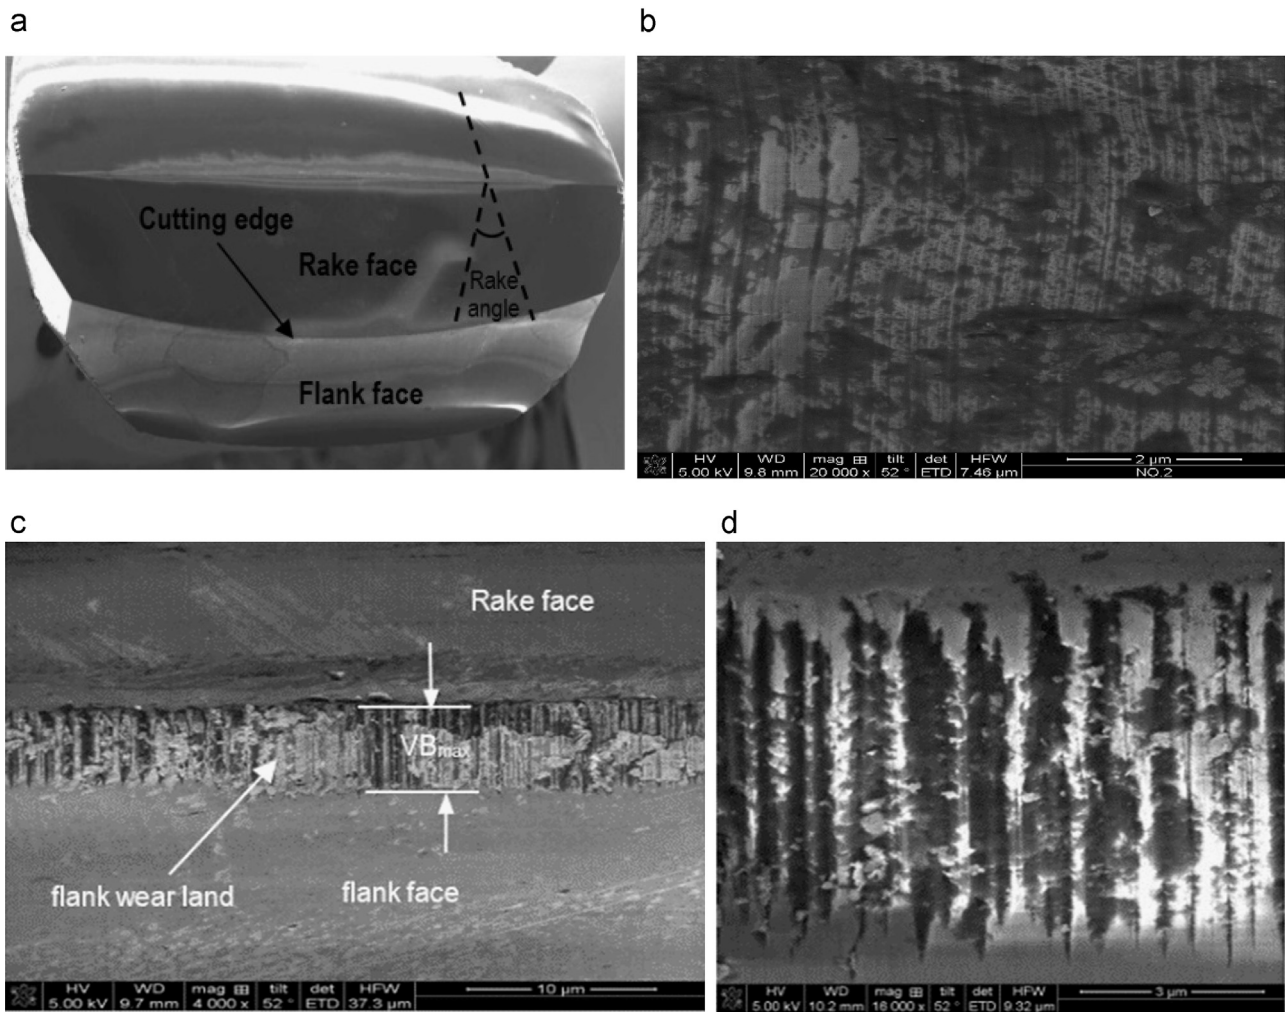 a
b
Cutting edge
Rake face
Rake
angle
Flank face
HV WD mag tilt det HFW 2 µm
5.00 kV 9.8 mm 20 000 x 52 ° ETD 7.46 µm NO.2
c
d
Rake face
VBmax
flank wear land
flank face
HV WD mag tilt det HFW 10 µm
5.00 kV 9.7 mm 4 000 x 52 ° ETD 37.3 µm
HV WD mag tilt det HFW 3 µm
5.00 kV 10.2 mm 16 000 x 52 ° ETD 9.32 µm